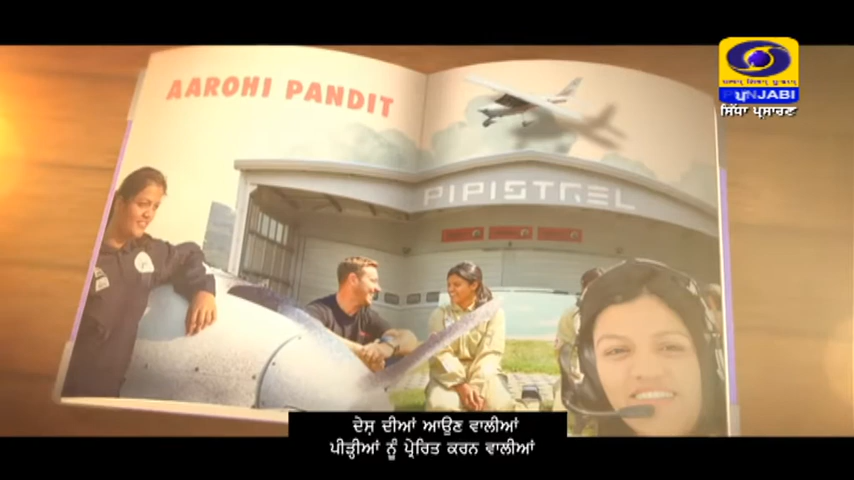 AAROHI PANDIT
PIPISTREL
PUNJABI
ਸਿੱਧਾ ਪ੍ਰਸਾਰਣ
ਦੇਸ਼ ਦੀਆਂ ਆਉਣ ਵਾਲੀਆਂ
ਪੀੜ੍ਹੀਆਂ ਨੂੰ ਪ੍ਰੇਰਿਤ ਕਰਨ ਵਾਲੀਆਂ